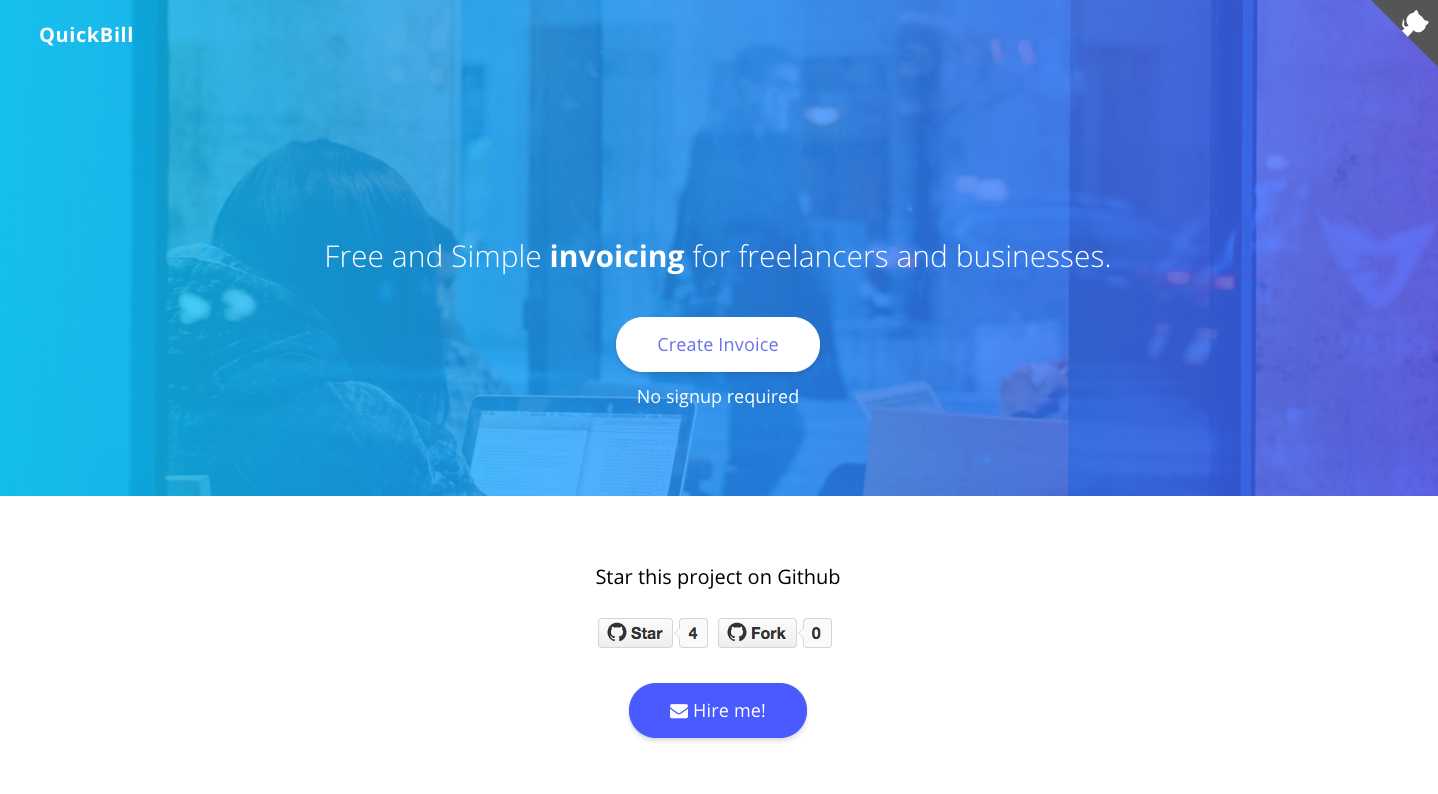 QuickBill
Free and Simple invoicing for freelancers and businesses.
Create Invoice
No signup required
Star this project on Github
Star 4 Fork 0
Hire me!